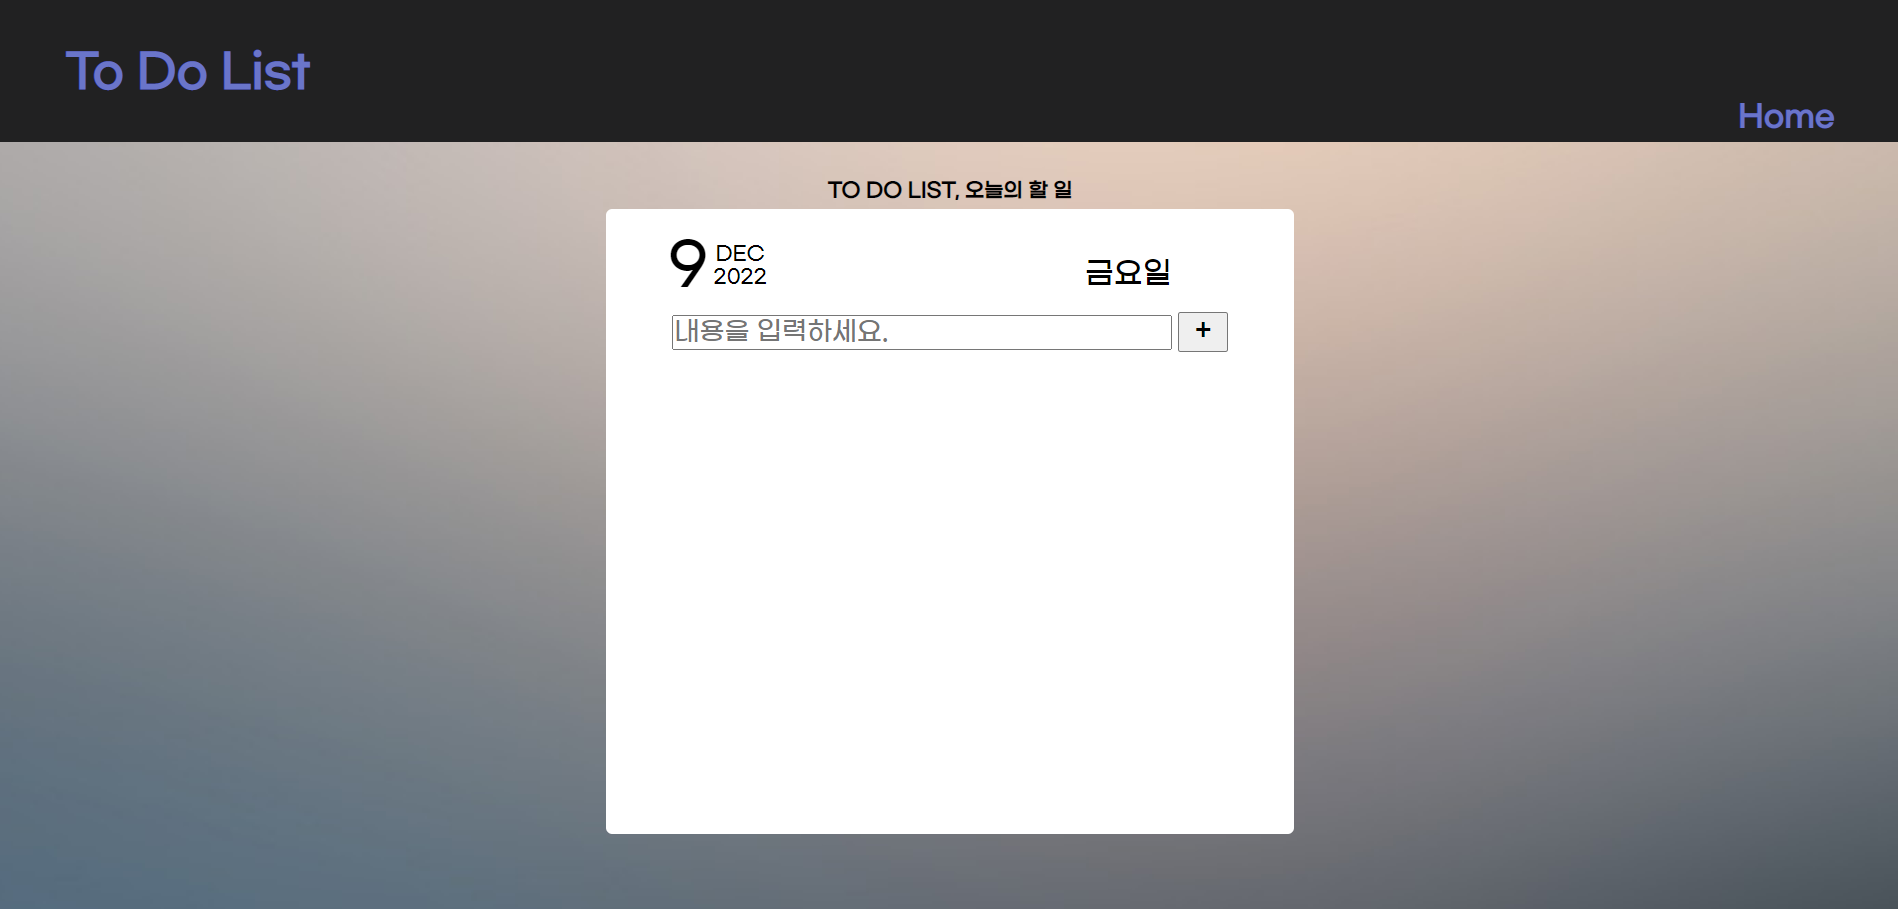 To Do List
Home
TO DO LIST, 오늘의 할 일
9 DEC
2022
금요일
내용을 입력하세요. +